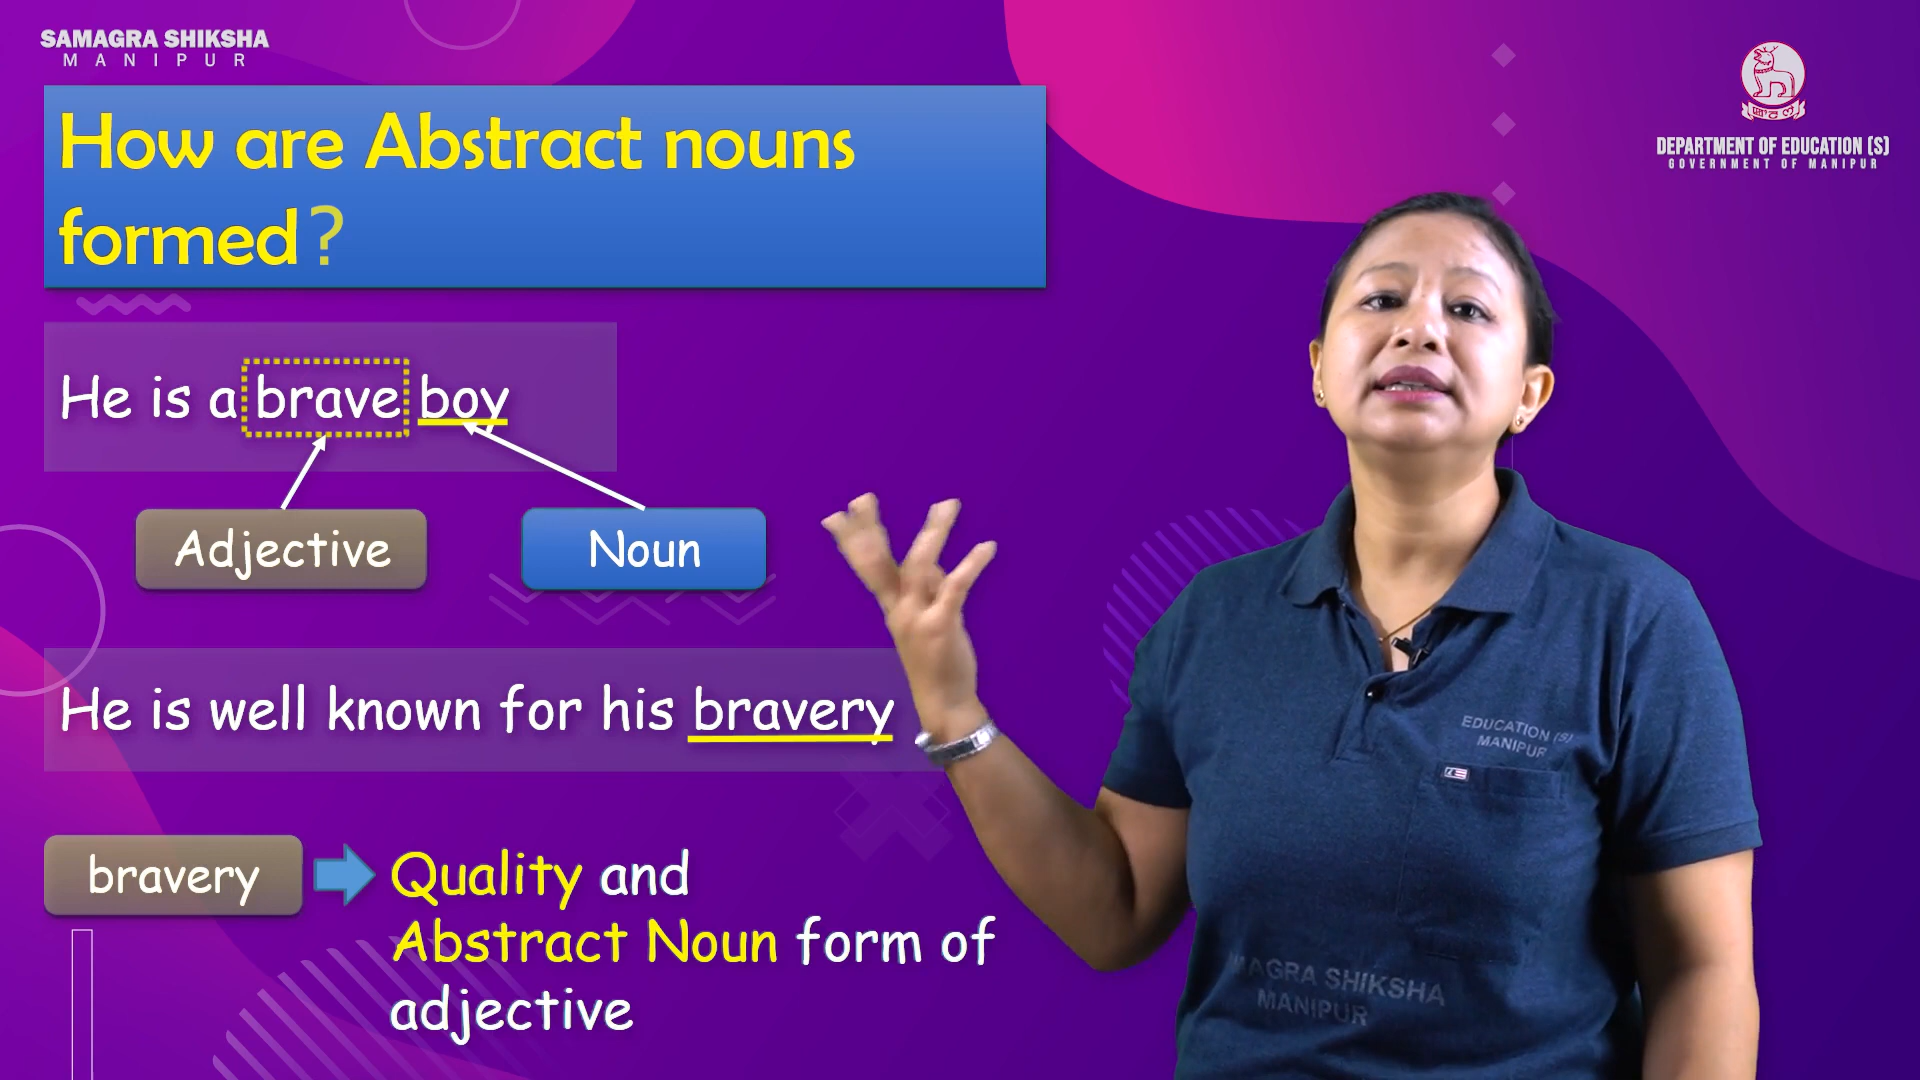 SAMAGRA SHIKSHA
MANIPUR
DEPARTMENT OF EDUCATION (S)
GOVERNMENT OF MANIPUR
How are Abstract nouns
formed?
He is a brave boy
Adjective
Noun
He is well known for his bravery
bravery
Quality and
Abstract Noun form of
adjective
EDUCATION (S)
MANIPUR
SHIKSHA
MANIPUR